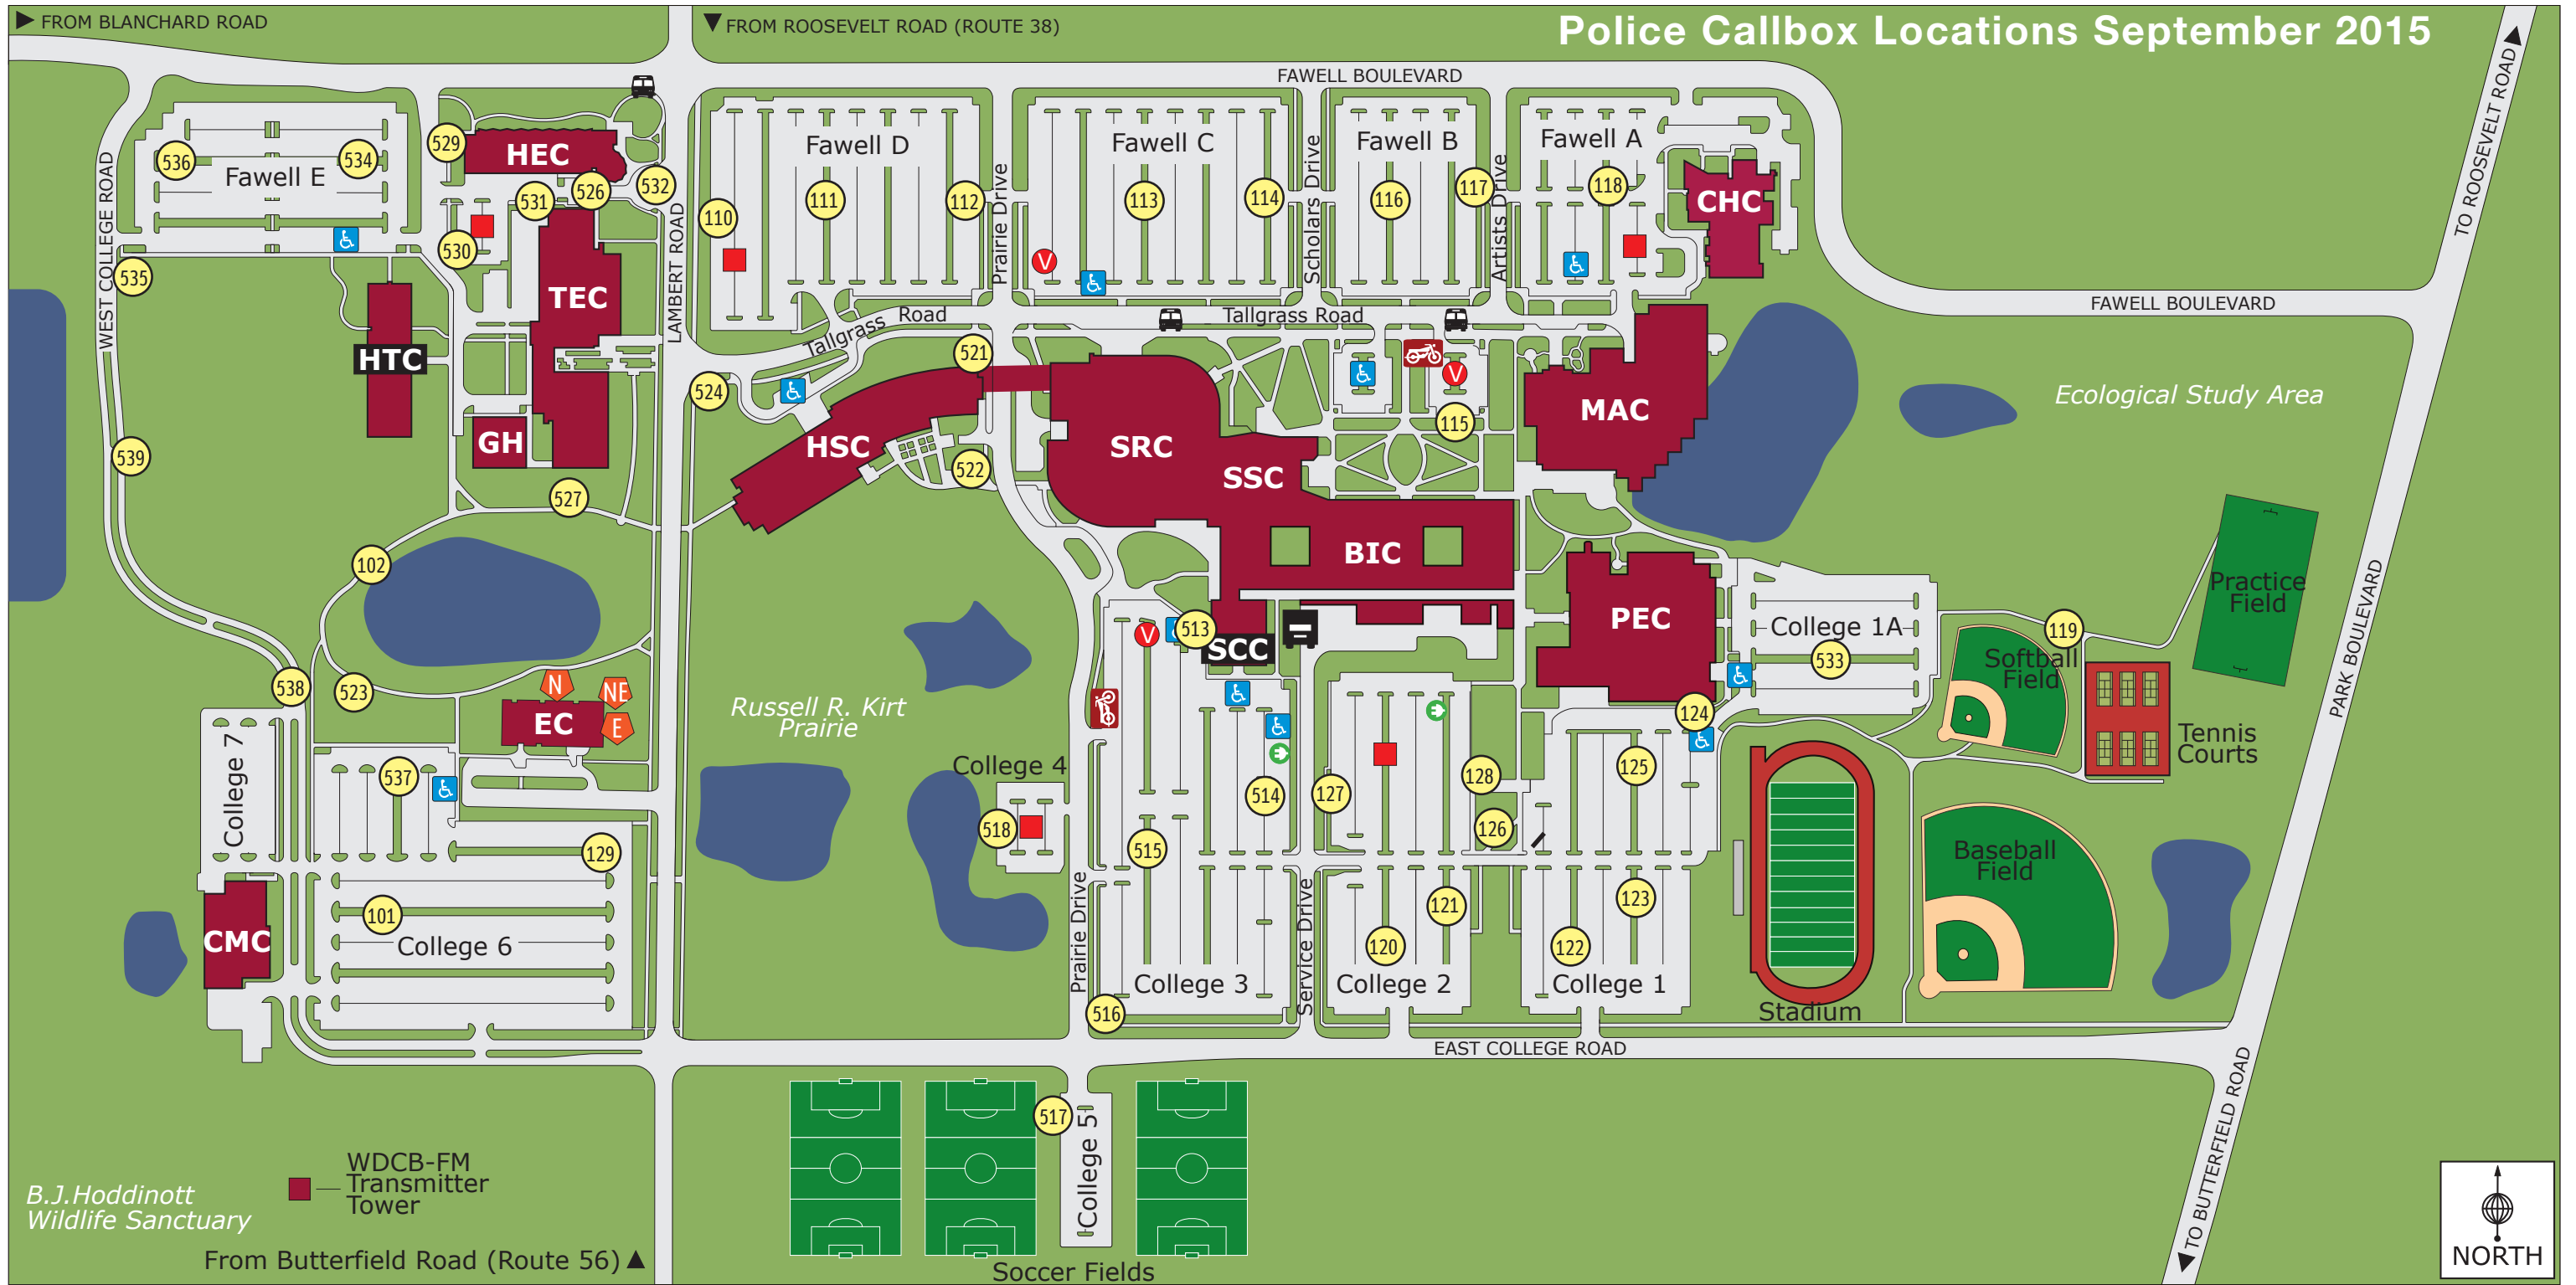 FROM BLANCHARD ROAD
FROM ROOSEVELT ROAD (ROUTE 38)
Police Callbox Locations September 2015
FAWELL BOULEVARD
TO ROOSEVELT ROAD
536
534
Fawell E
529
HEC
526
531
532
530
535
WEST COLLEGE ROAD
110
Fawell D
111
112
Prairie Drive
Fawell C
113
114
V
Scholars Drive
Fawell B
116
117
Artists Drive
Fawell A
118
CHC
FAWELL BOULEVARD
TEC
LAMBERT ROAD
HTC
GH
539
527
102
Tallgrass Road
Tallgrass Road
521
524
HSC
522
SRC
SSC
BIC
V
115
MAC
Ecological Study Area
Practice
Field
PARK BOULEVARD
538
523
N
NE
E
EC
Russell R. Kirt
Prairie
V
513
SCC
PEC
College 1A
533
119
Softball
Field
Tennis
Courts
124
College 7
537
129
101
College 6
CMC
College 4
518
Prairie Drive
515
514
College 3
516
Service Drive
127
128
126
120
121
College 2
125
123
122
College 1
Stadium
Baseball
Field
EAST COLLEGE ROAD
517
College 5
Soccer Fields
WDCB-FM
Transmitter
Tower
B.J.Hoddinott
Wildlife Sanctuary
From Butterfield Road (Route 56)
TO BUTTERFIELD ROAD
NORTH